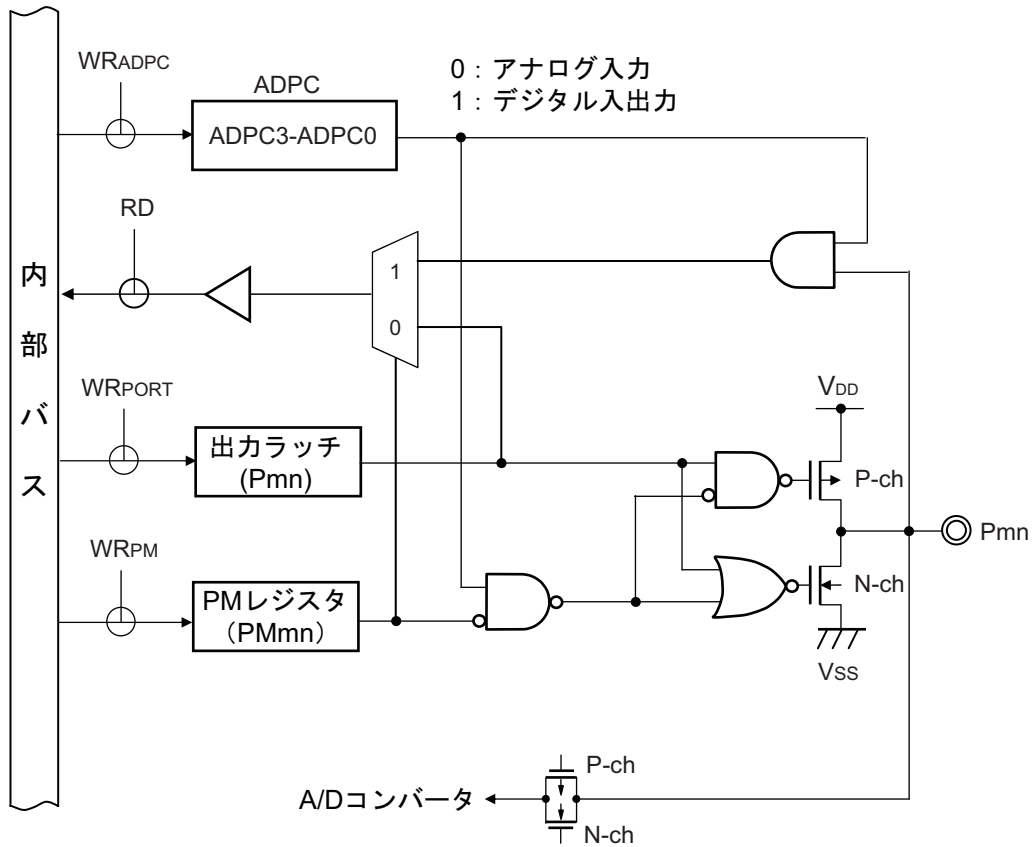 WRADPC
ADPC
ADPC3-ADPC0
0：アナログ入力
1：デジタル入出力
RD
1
0
内部バス
WRPORT
出力ラッチ
(Pmn)
VDD
P-ch
Pmn
N-ch
VSS
WRPM
PMレジスタ
（PMmn）
P-ch
A/Dコンバータ
N-ch